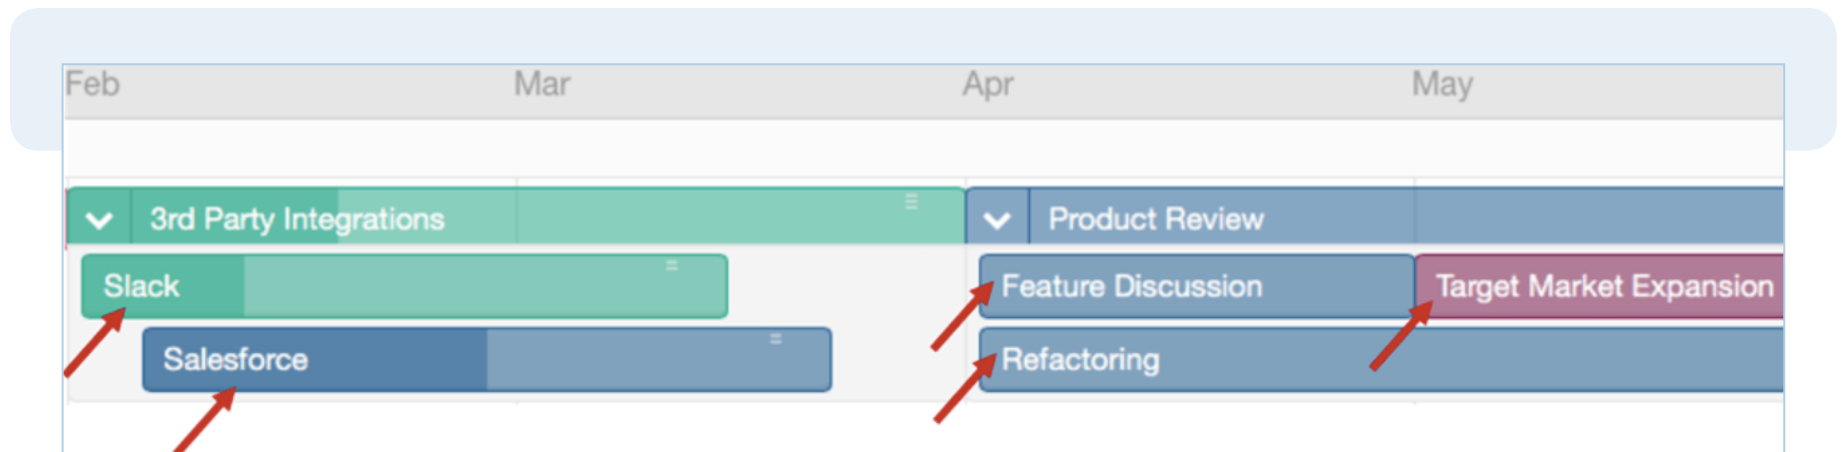 Feb Mar Apr May
3rd Party Integrations Product Review
Slack Feature Discussion Target Market Expansion
Salesforce Refactoring